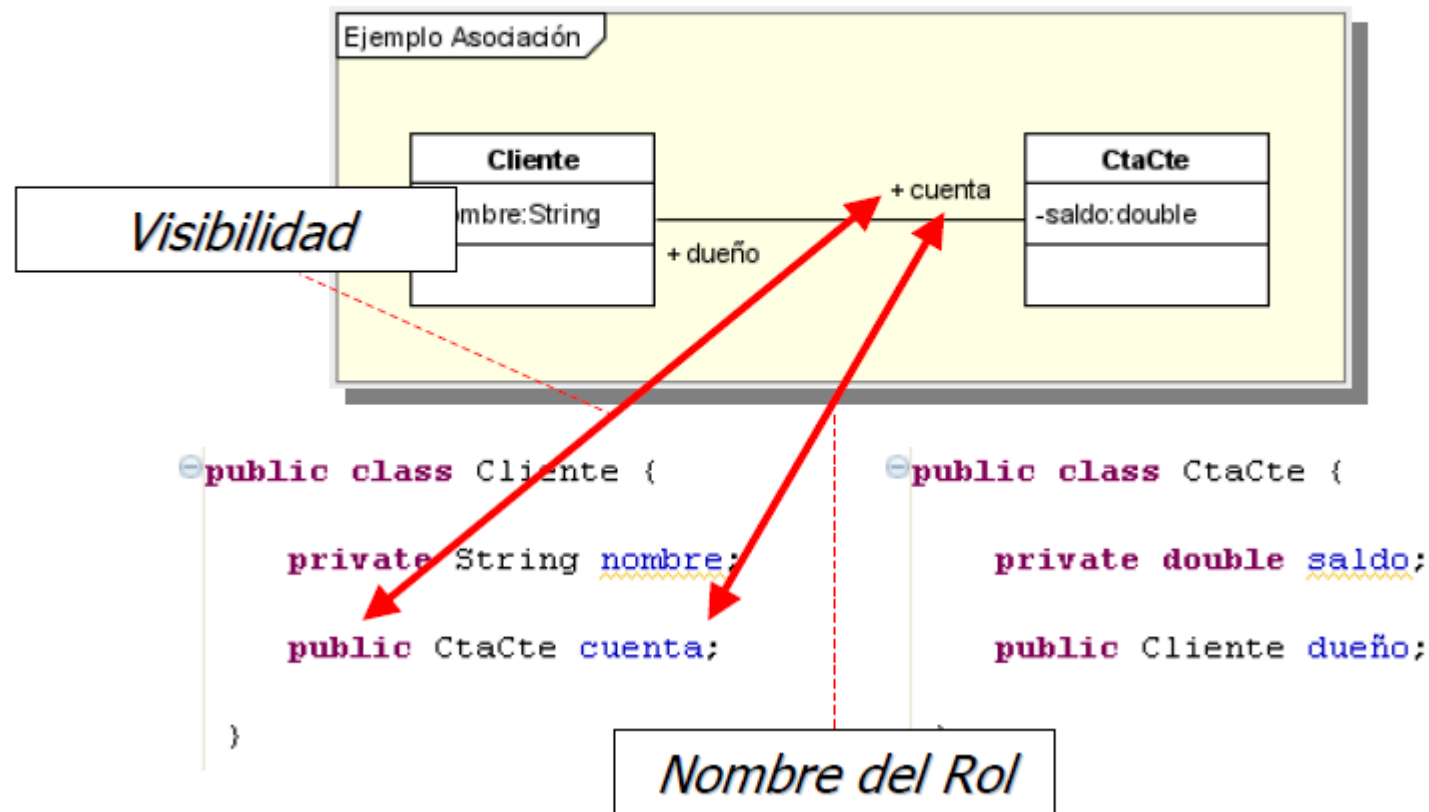 Ejemplo Asociación
Cliente
CtaCte
Visibilidad
ombre:String
+ cuenta
-saldo:double
+ dueño
public class Cliente {
private String nombre;
public CtaCte cuenta;
}
public class CtaCte {
private double saldo;
public Cliente dueño;
Nombre del Rol